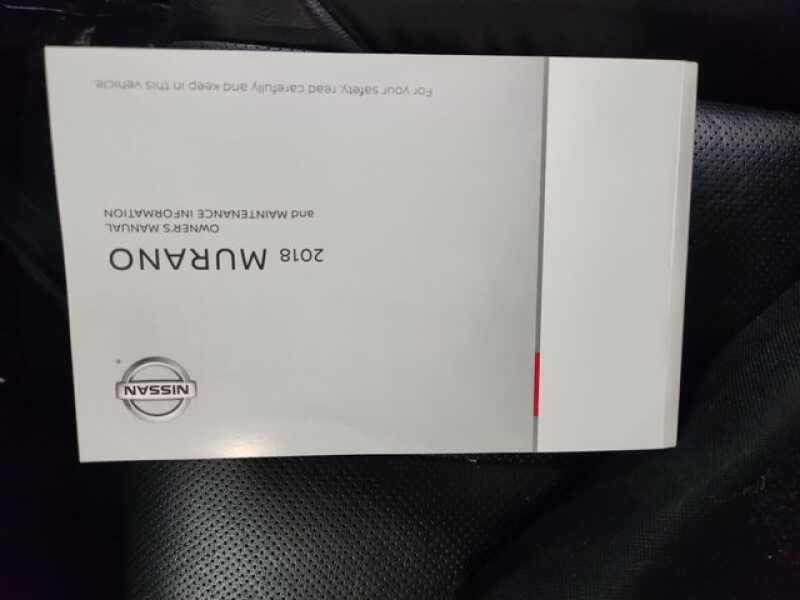 NISSAN
2018 MURANO
OWNER'S MANUAL
and MAINTENANCE INFORMATION
For your safety, read carefully and keep in this vehicle.